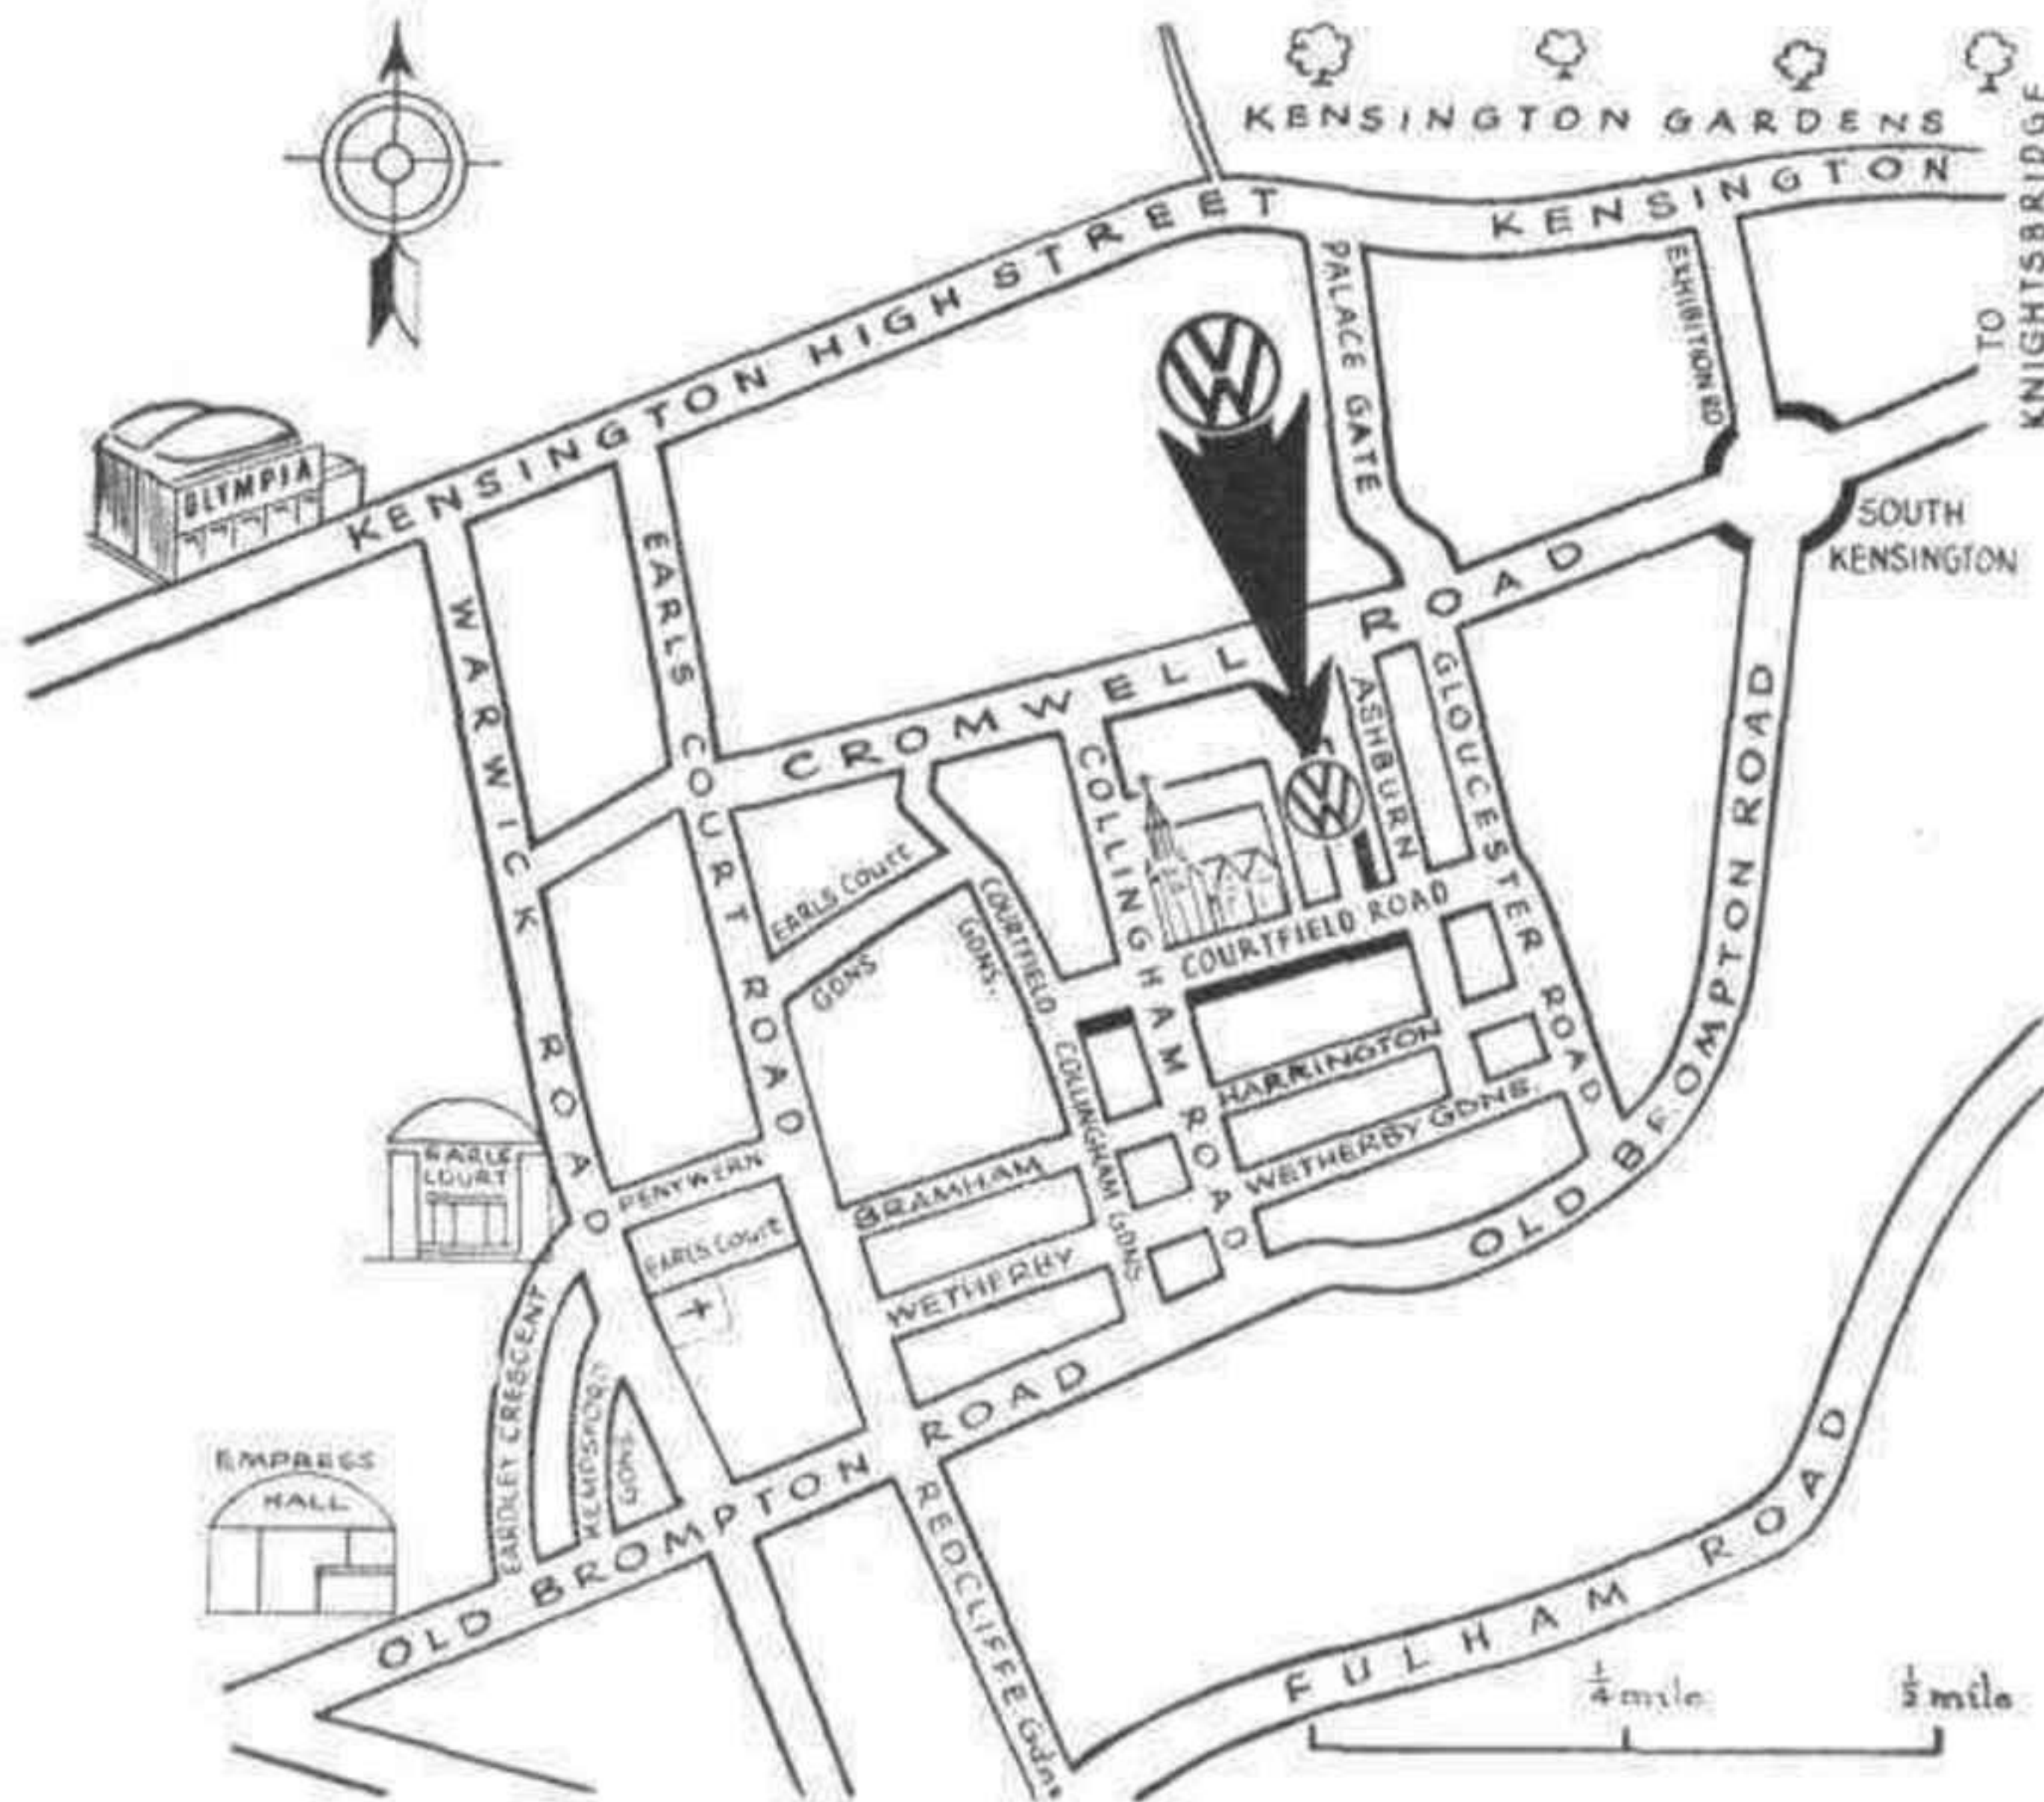 KENSINGTON GARDENS
KENSINGTON
KENSINGTON HIGH STREET
TO
KNIGHTSBRIDGE
PALACE GATE
EXHIBITION RD
OLYMPIA
SOUTH
KENSINGTON
WARWICK ROAD
EARLS COURT ROAD
CROMWELL ROAD
ASHBURN
GLOUCESTER ROAD
COLLINGHAM ROAD
EARLS COURT
GDNS
COURTFIELD
GDNS.
COURTFIELD ROAD
COLLINGHAM GDNS
HARRINGTON
WETHERBY GDNS.
OLD BROMPTON ROAD
EARLS
COURT
PENYWERN
EARLS COURT
BRAMHAM
WETHERBY
EARDLEY CRESCENT
KEMPSFORD
GDNS
EMPRESS
HALL
OLD BROMPTON ROAD
REDCLIFFE Gdns
FULHAM ROAD
1/4 mile
1/2 mile